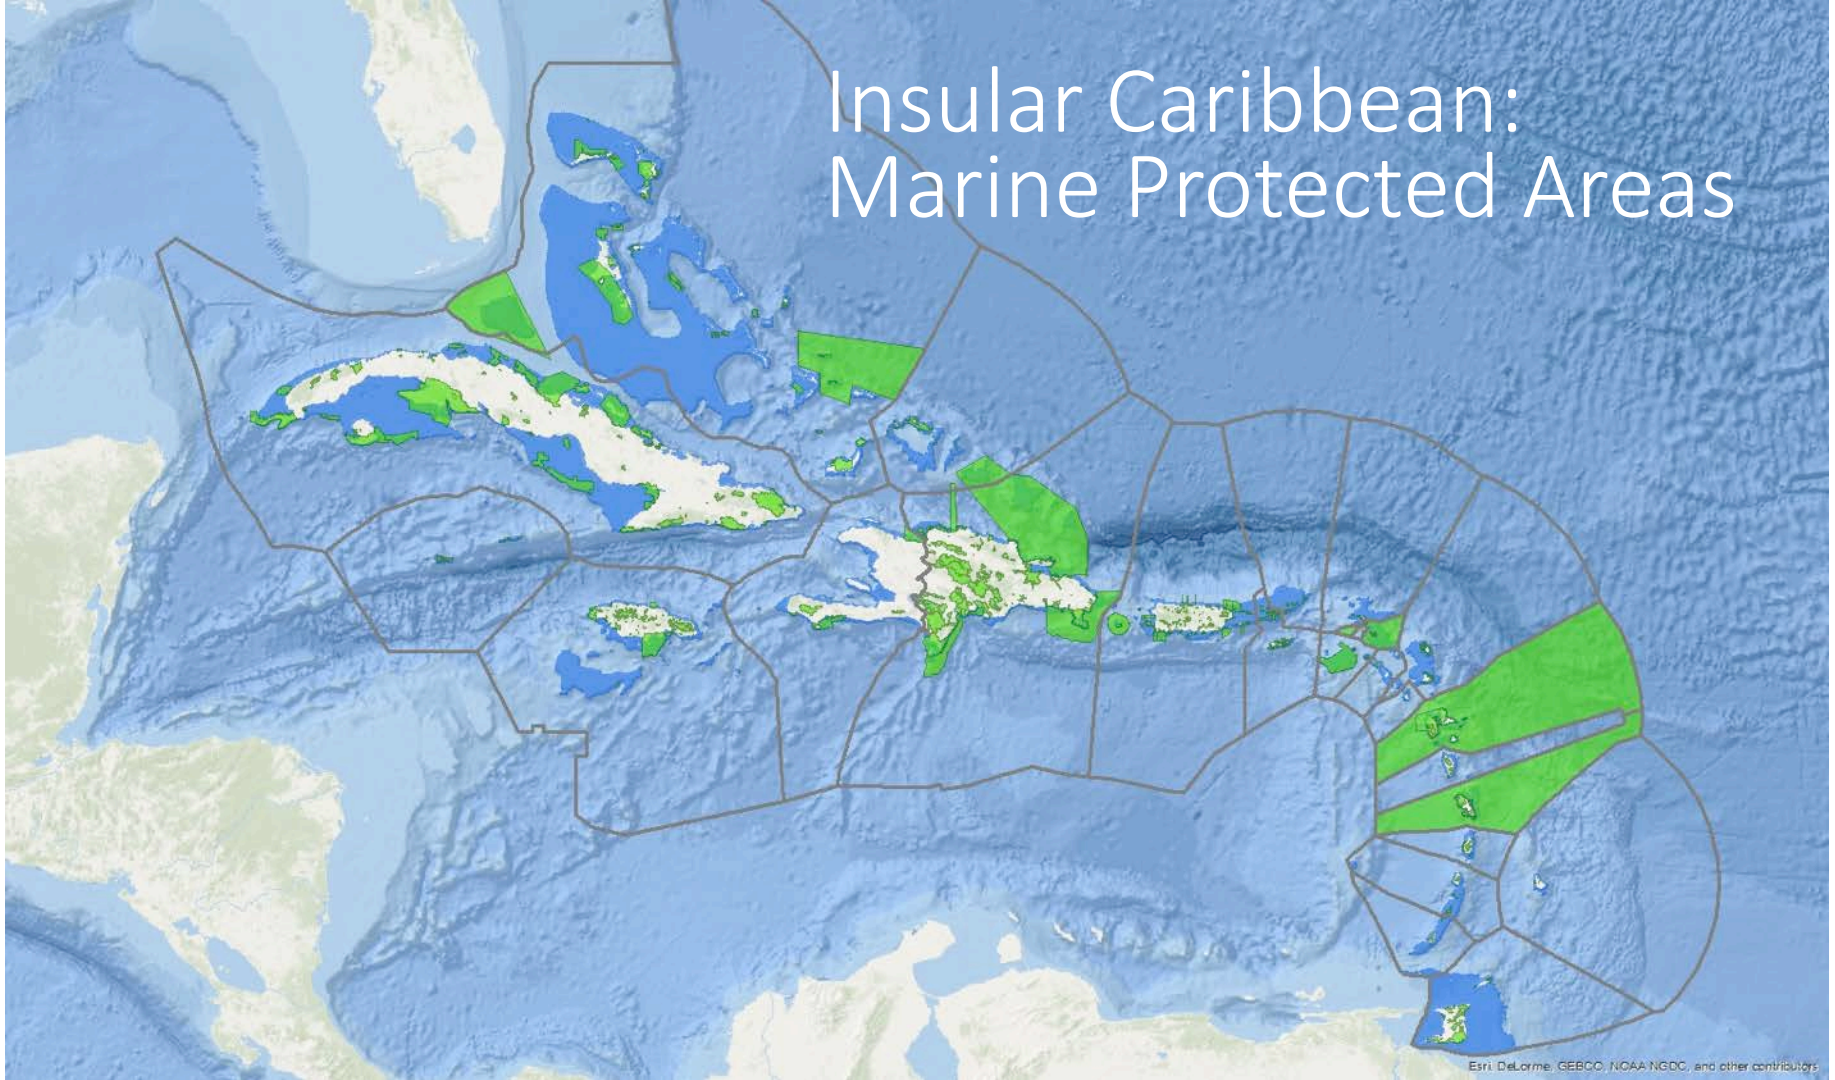 Insular Caribbean:
Marine Protected Areas
Esri, DeLorme, GEBCO, NOAA NGDC, and other contributors